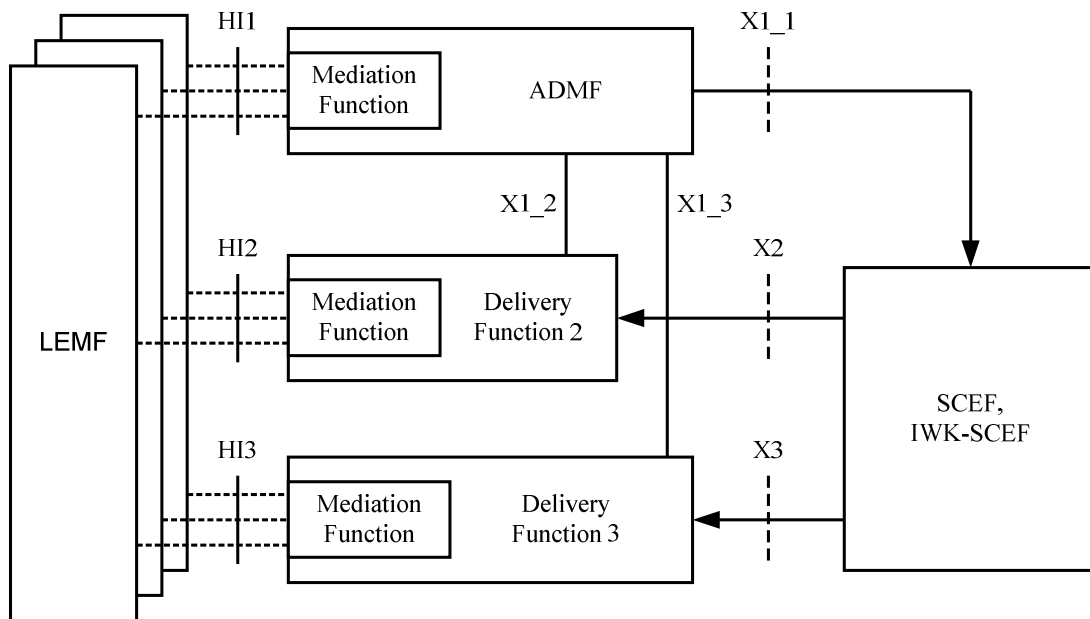 HI1
X1_1
Mediation
Function
ADMF
X1_2
X1_3
HI2
X2
Mediation
Function
Delivery
Function 2
LEMF
SCEF,
IWK-SCEF
HI3
X3
Mediation
Function
Delivery
Function 3